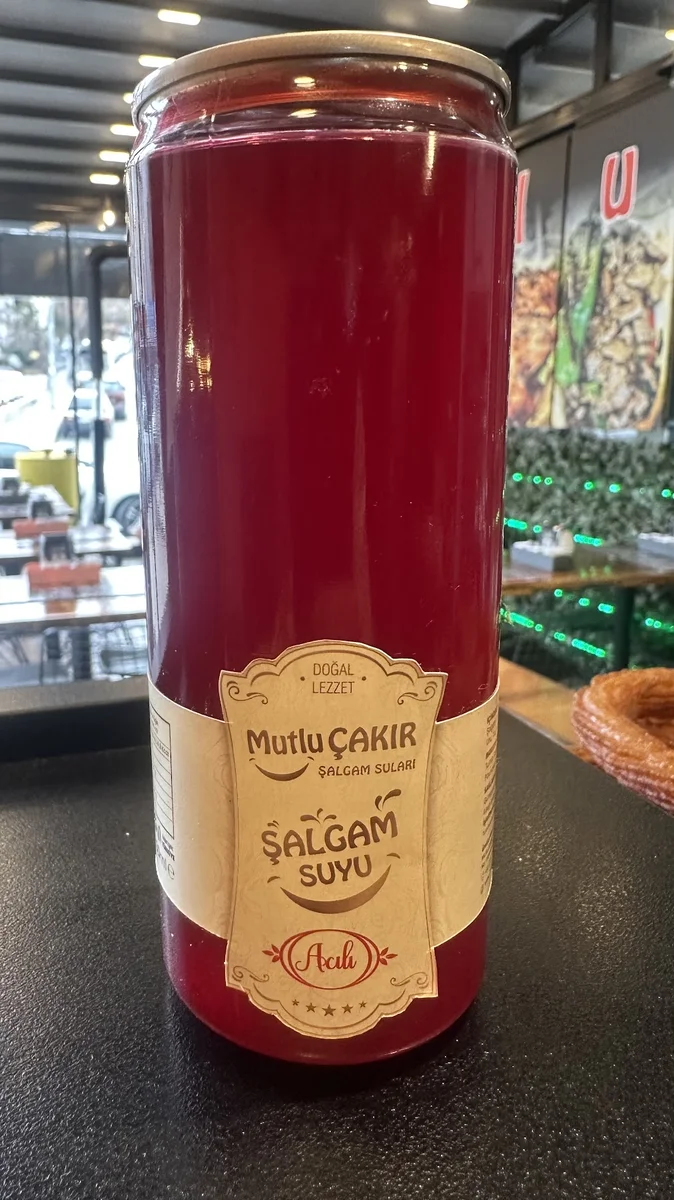 u
DOĞAL
LEZZET
Mutlu ÇAKIR
ŞALGAM SULARI
ŞALGAM
SUYU
Acılı